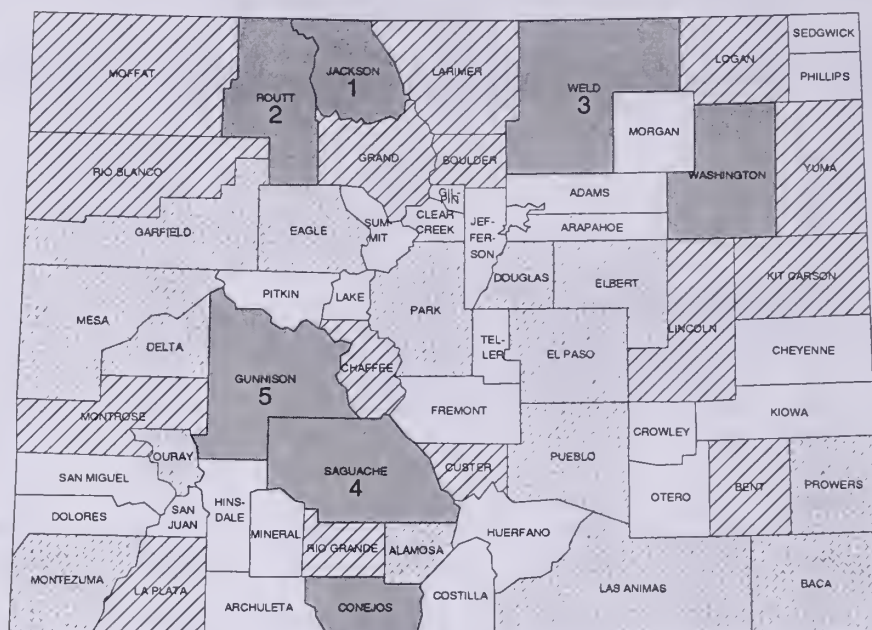 SEDGWICK
MOFFAT
JACKSON
1
LARIMER
LOGAN
WELD
3
PHILLIPS
ROUTT
2
MORGAN
RIO BLANCO
GRAND
BOULDER
WASHINGTON
YUMA
GIL-
PIN
ADAMS
GARFIELD
EAGLE
SUM-
MIT
CLEAR
CREEK
JEF-
FER-
SON
ARAPAHOE
DOUGLAS
ELBERT
KIT CARSON
PITKIN
LAKE
PARK
MESA
LINCOLN
DELTA
TEL-
LER
EL PASO
CHEYENNE
GUNNISON
5
CHAFFEE
MONTROSE
FREMONT
KIOWA
CROWLEY
OURAY
SAN MIGUEL
SAGUACHE
4
CUSTER
PUEBLO
OTERO
BENT
PROWERS
DOLORES
SAN
JUAN
HINS-
DALE
MINERAL
RIO GRANDE
ALAMOSA
HUERFANO
MONTEZUMA
LA PLATA
ARCHULETA
CONEJOS
COSTILLA
LAS ANIMAS
BACA